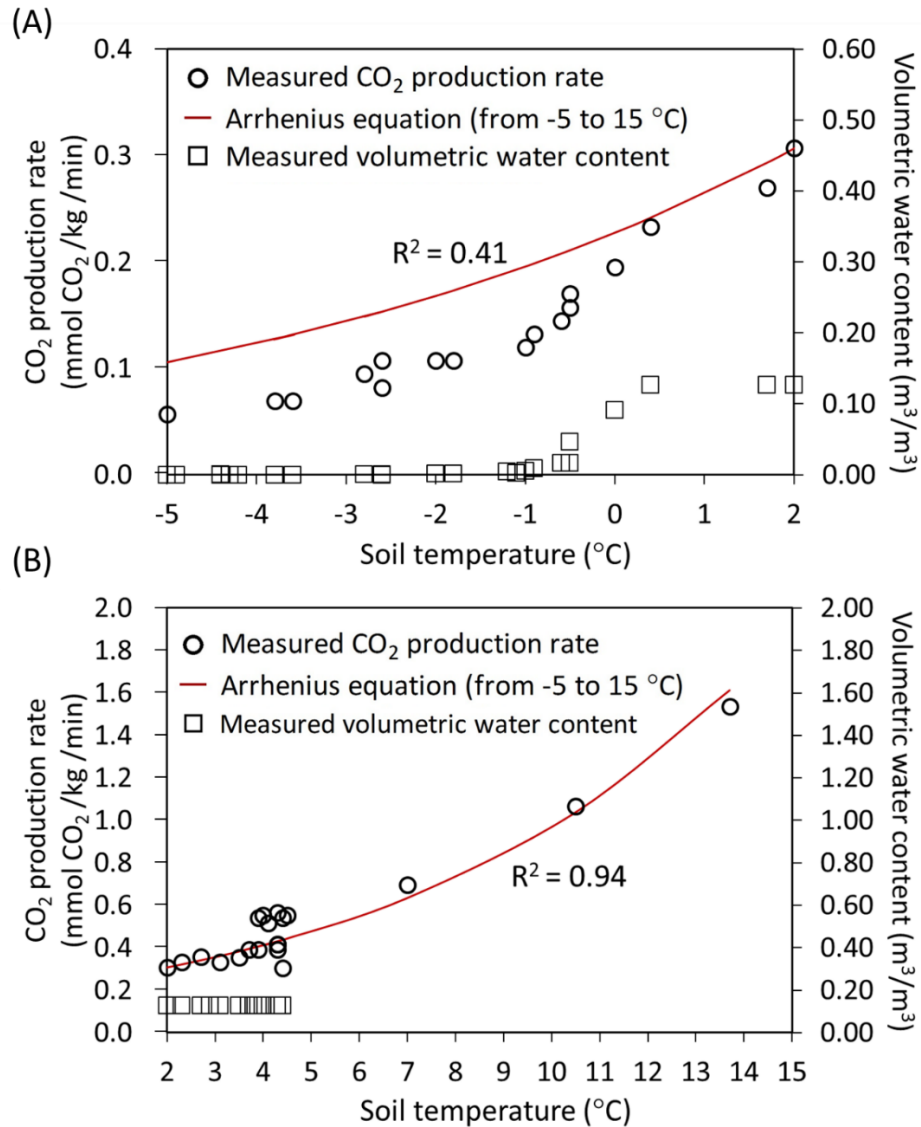 (A)
0.4 0.60
Measured CO₂ production rate
Arrhenius equation (from -5 to 15 °C)
Measured volumetric water content
0.50
0.3
0.40
R² = 0.41
0.2 0.30
0.20
0.1
0.10
0.0 0.00
CO₂ production rate
(mmol CO₂ /kg /min)
Volumetric water content (m³/m³)
-5 -4 -3 -2 -1 0 1 2
Soil temperature (°C)
(B)
2.0 2.00
1.8 1.80
Measured CO₂ production rate
1.6 1.60
Arrhenius equation (from -5 to 15 °C)
1.4 1.40
Measured volumetric water content
1.2 1.20
1.0 1.00
0.8 0.80
R² = 0.94
0.6 0.60
0.4 0.40
0.2 0.20
0.0 0.00
CO₂ production rate
(mmol CO₂ /kg /min)
Volumetric water content (m³/m³)
2 3 4 5 6 7 8 9 10 11 12 13 14 15
Soil temperature (°C)